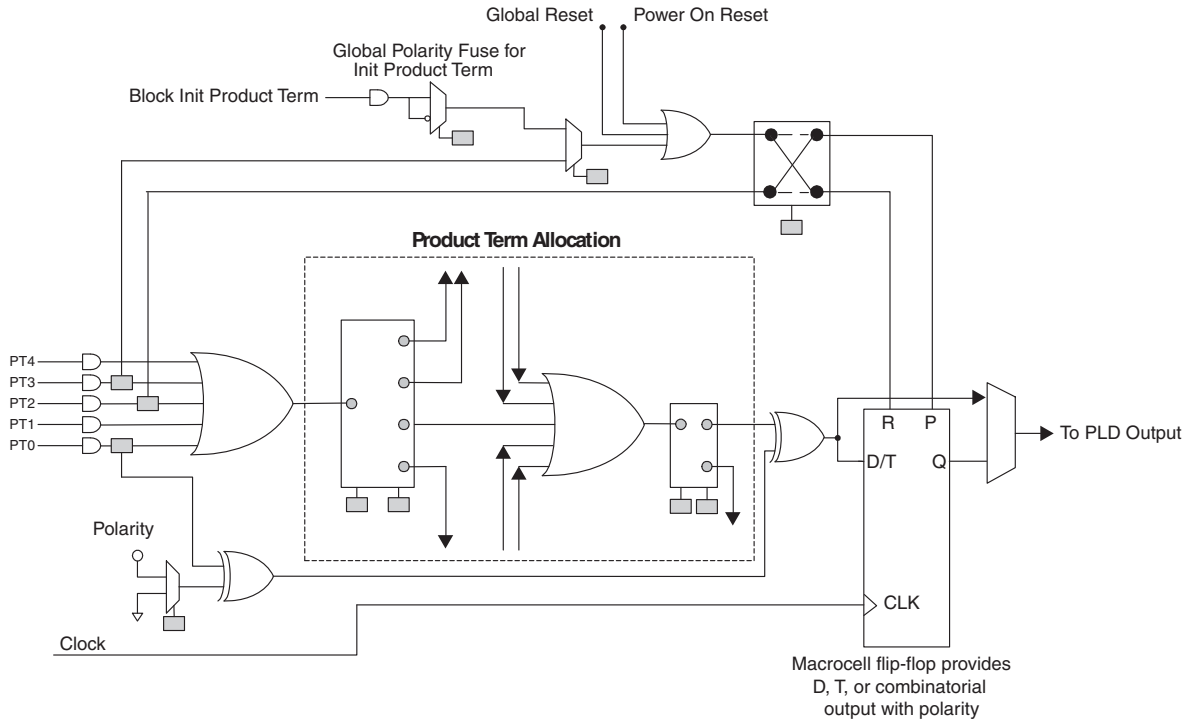 Global Reset
Power On Reset
Global Polarity Fuse for
Init Product Term
Block Init Product Term
Product Term Allocation
PT4
PT3
PT2
PT1
PT0
R
P
To PLD Output
D/T
Q
Polarity
CLK
Clock
Macrocell flip-flop provides
D, T, or combinatorial
output with polarity